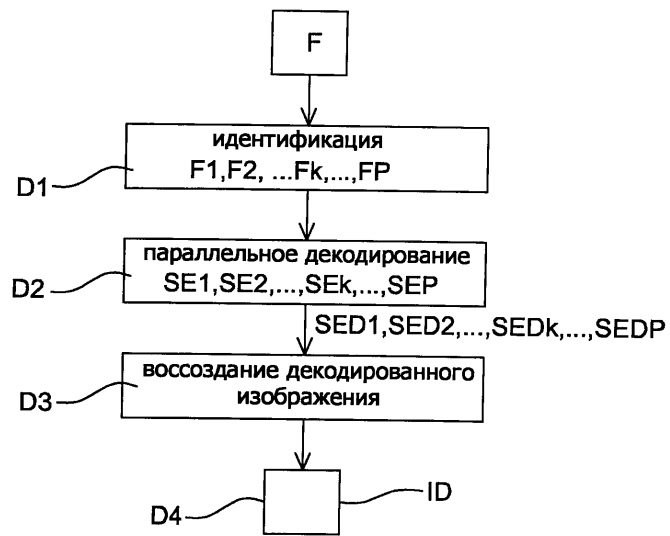 F
идентификация
F1,F2, ...Fk,...,FP
D1
параллельное декодирование
SE1,SE2,...,SEk,...,SEP
D2
SED1,SED2,...,SEDk,...,SEDP
воссоздание декодированного
изображения
D3
D4
ID